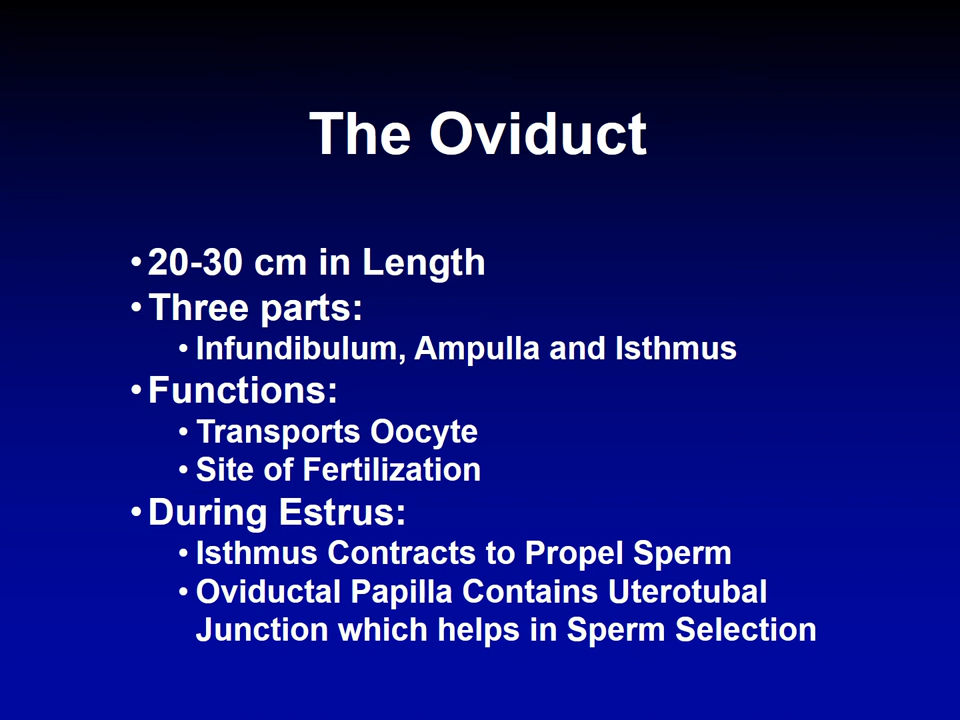 The Oviduct
•20-30 cm in Length
•Three parts:
•Infundibulum, Ampulla and Isthmus
•Functions:
•Transports Oocyte
•Site of Fertilization
•During Estrus:
•Isthmus Contracts to Propel Sperm
•Oviductal Papilla Contains Uterotubal
Junction which helps in Sperm Selection